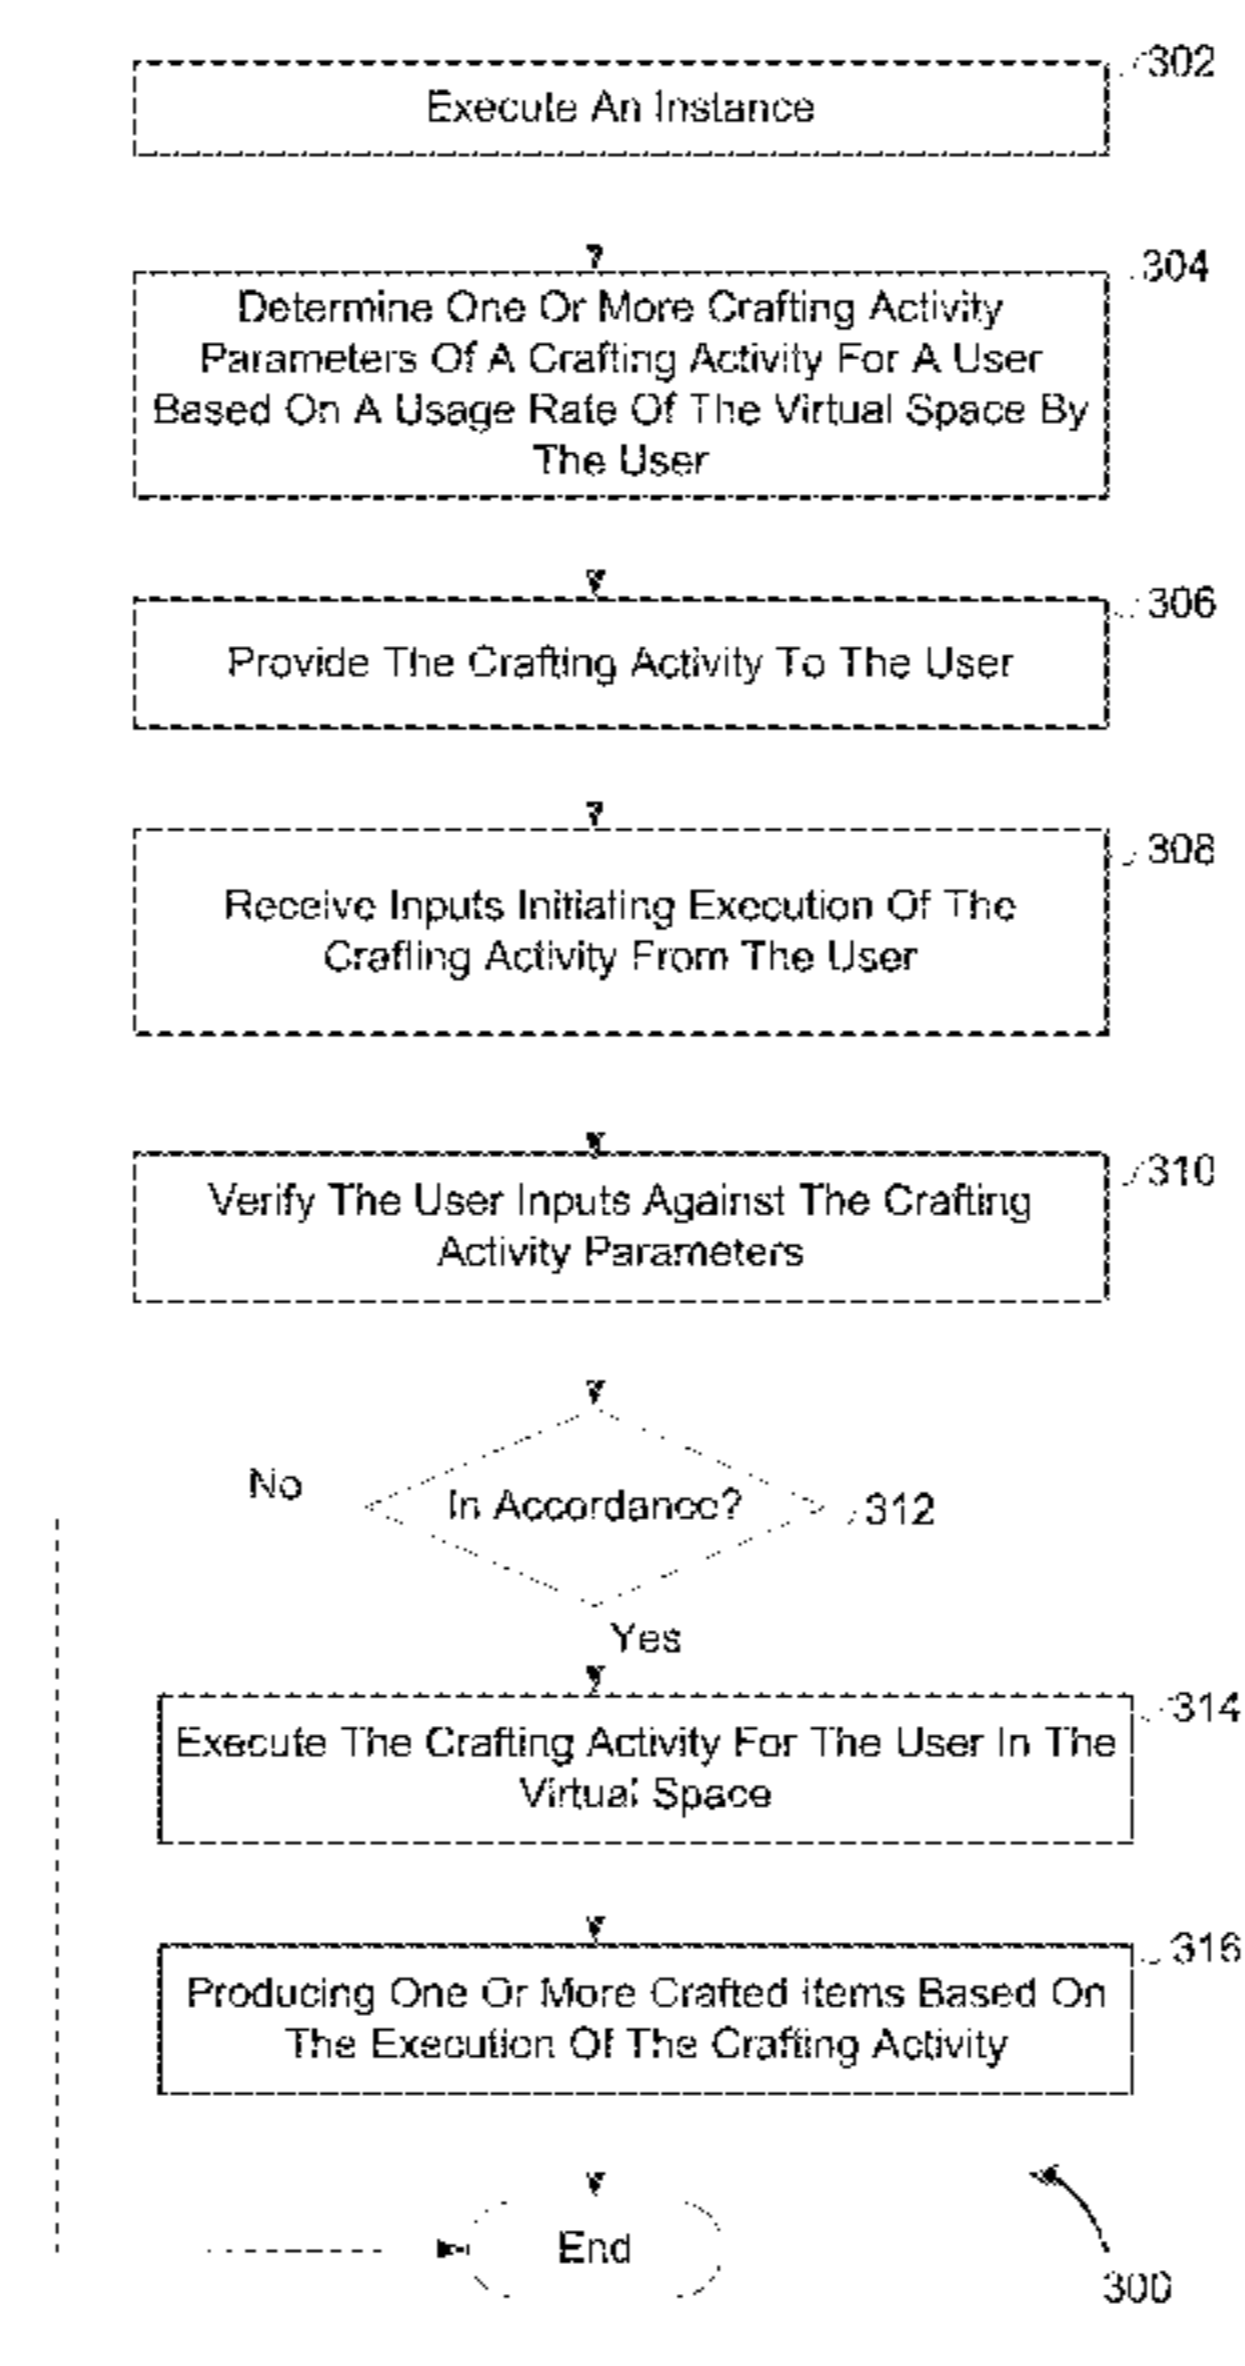 302
Execute An Instance
304
Determine One Or More Crafting Activity
Parameters Of A Crafting Activity For A User
Based On A Usage Rate Of The Virtual Space By
The User
306
Provide The Crafting Activity To The User
308
Receive Inputs Initiating Execution Of The
Crafting Activity From The User
310
Verify The User Inputs Against The Crafting
Activity Parameters
No
In Accordance?
312
Yes
314
Execute The Crafting Activity For The User In The
Virtual Space
316
Producing One Or More Crafted Items Based On
The Execution Of The Crafting Activity
End
300